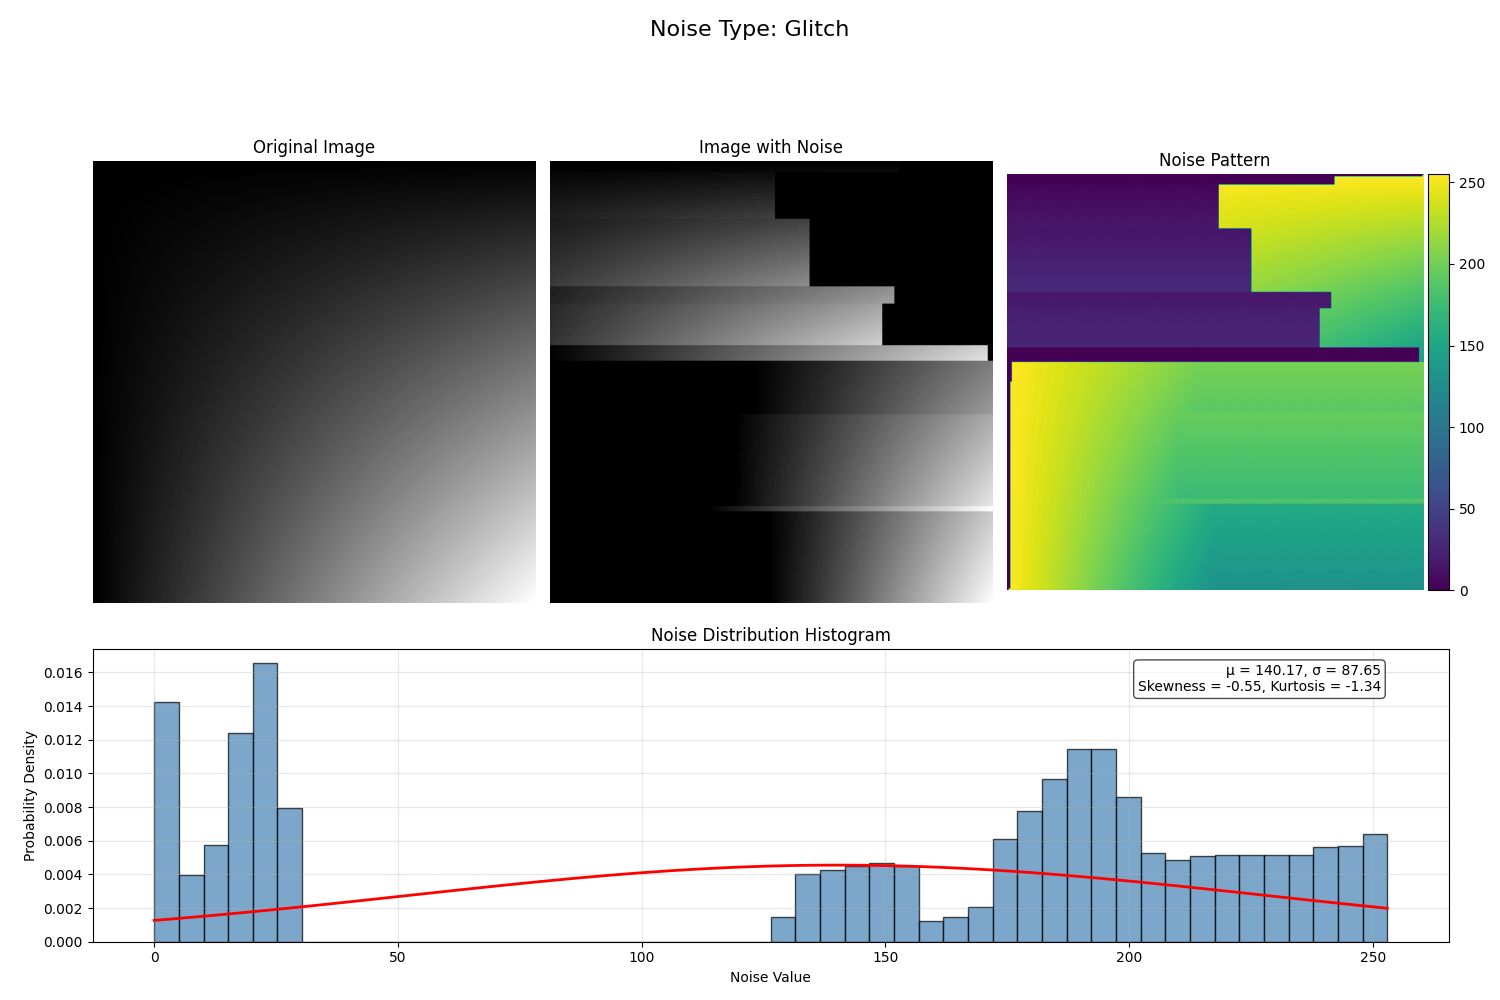 Noise Type: Glitch
Original Image
Image with Noise
Noise Pattern
250
200
150
100
50
0
Noise Distribution Histogram
μ = 140.17, σ = 87.65
Skewness = -0.55, Kurtosis = -1.34
Probability Density
0.016
0.014
0.012
0.010
0.008
0.006
0.004
0.002
0.000
0 50 100 150 200 250
Noise Value